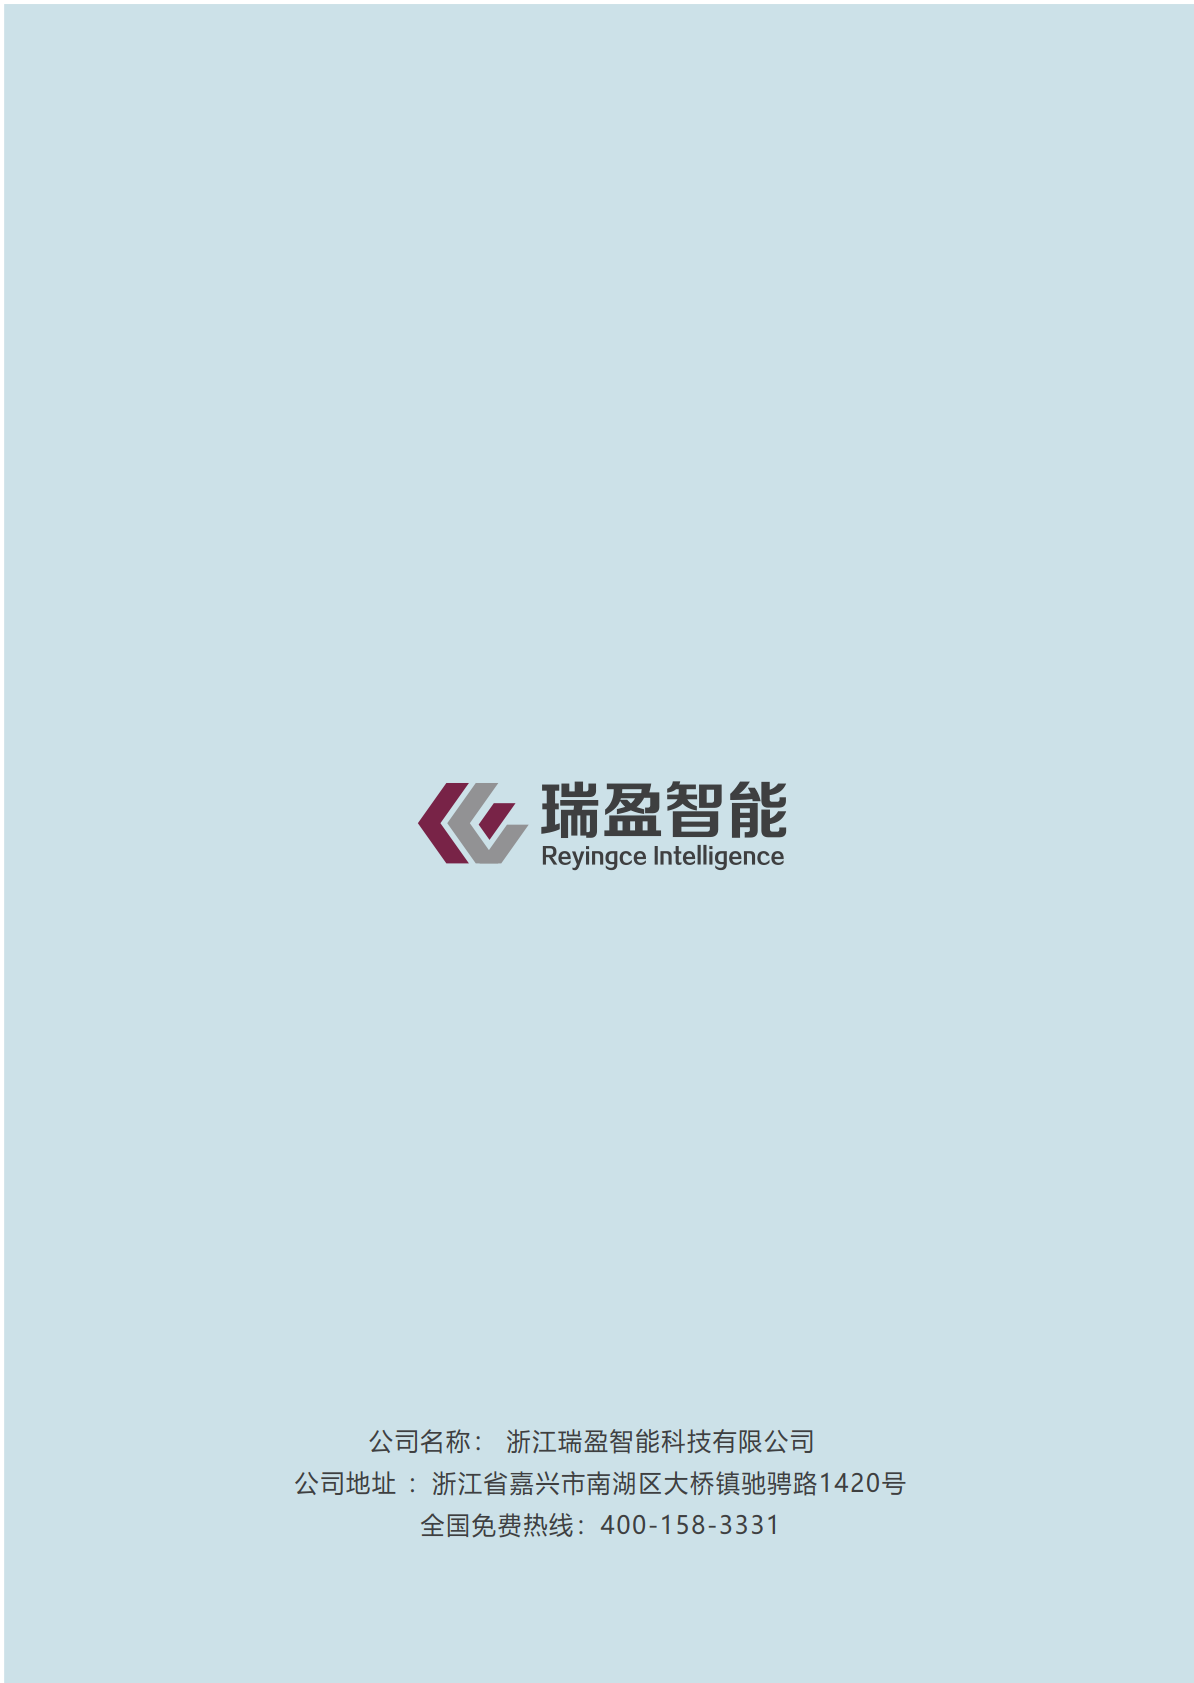 瑞盈智能
Reyingce Intelligence
公司名称： 浙江瑞盈智能科技有限公司
公司地址 ：浙江省嘉兴市南湖区大桥镇驰骋路1420号
全国免费热线：400-158-3331